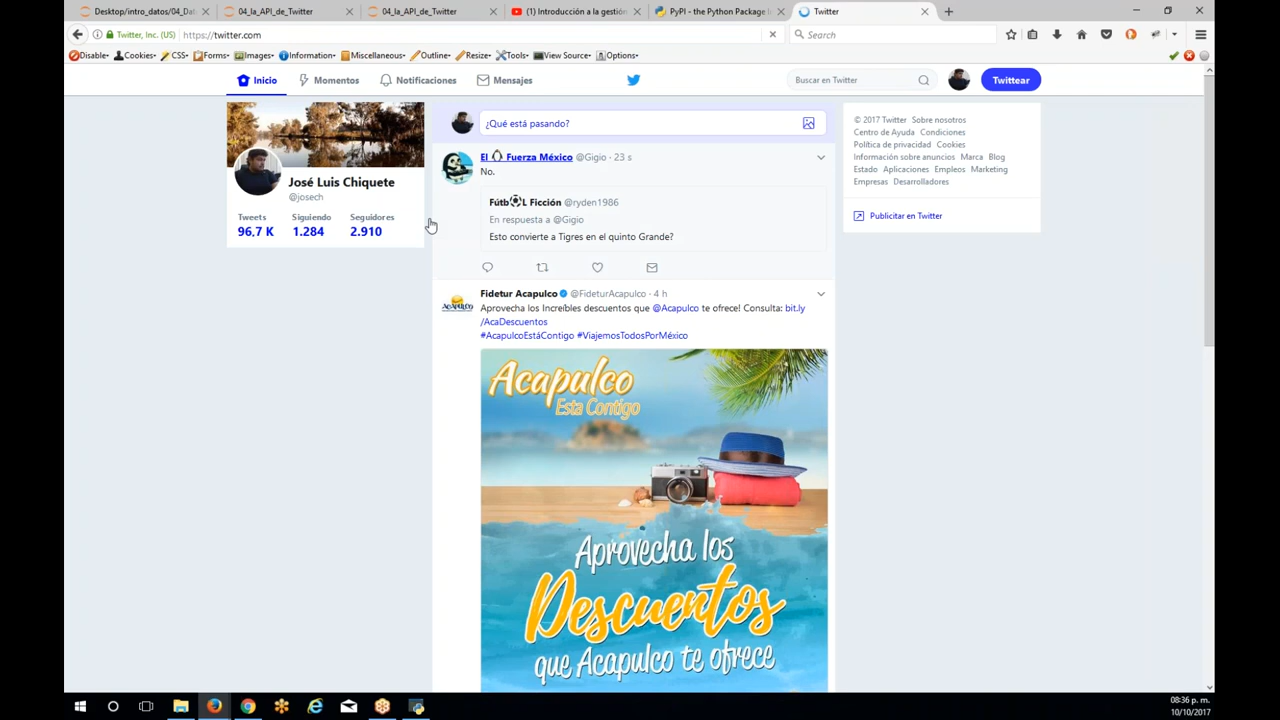 Desktop/intro_datos/04_Da
04_la_API_de_Twitter
04_la_API_de_Twitter
(1) Introducción a la gestión
PyPI - the Python Package I
Twitter
Twitter, Inc. (US)
https://twitter.com
Search
Disable
Cookies
CSS
Forms
Images
Information
Miscellaneous
Outline
Resize
Tools
View Source
Options
Inicio
Momentos
Notificaciones
Mensajes
Buscar en Twitter
Twittear
José Luis Chiquete
@josech
Tweets Siguiendo Seguidores
96,7 K 1.284 2.910
¿Qué está pasando?
El Fuerza México @Gigio · 23 s
No.
Fútb L Ficción @ryden1986
En respuesta a @Gigio
Esto convierte a Tigres en el quinto Grande?
Fidetur Acapulco @FideturAcapulco · 4 h
Aprovecha los Increíbles descuentos que @Acapulco te ofrece! Consulta: bit.ly
/AcaDescuentos
#AcapulcoEstáContigo #ViajemosTodosPorMéxico
Acapulco
Esta Contigo
Aprovecha los
Descuentos
que Acapulco te ofrece
© 2017 Twitter Sobre nosotros
Centro de Ayuda Condiciones
Política de privacidad Cookies
Información sobre anuncios Marca Blog
Estado Aplicaciones Empleos Marketing
Empresas Desarrolladores
Publicitar en Twitter
08:36 p. m.
10/10/2017